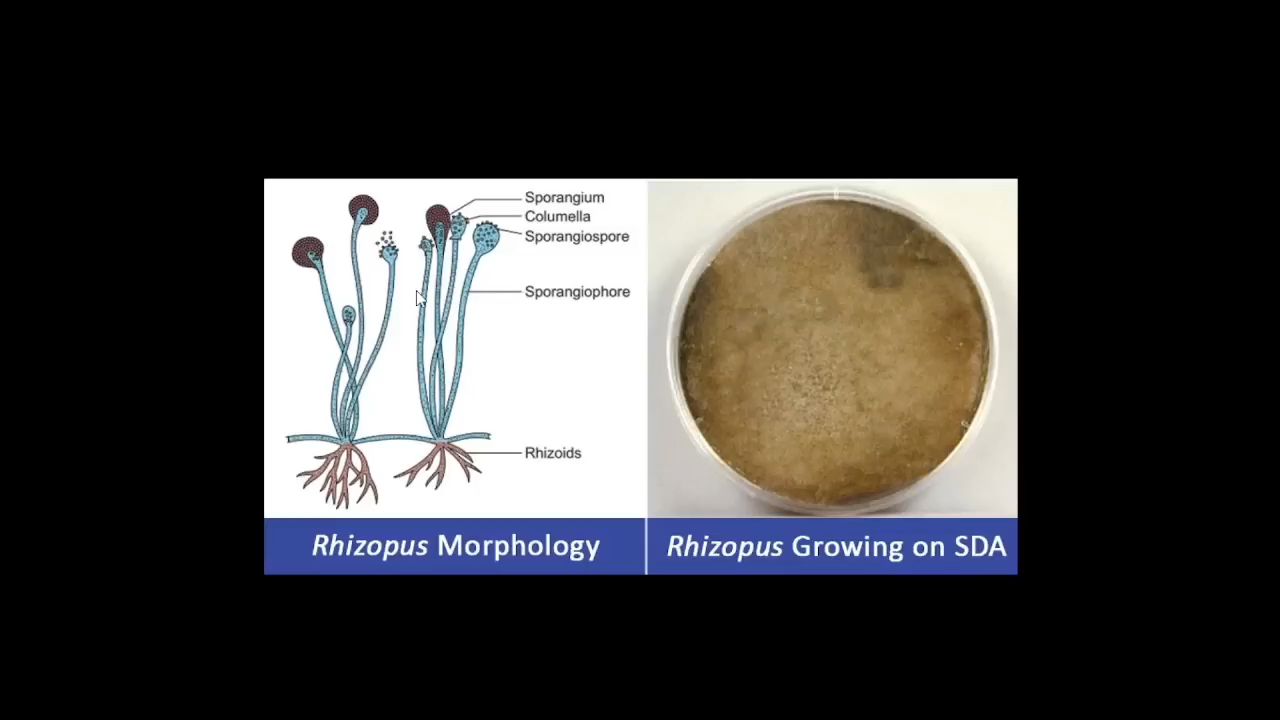 Sporangium
Columella
Sporangiospore
Sporangiophore
Rhizoids
Rhizopus Morphology
Rhizopus Growing on SDA